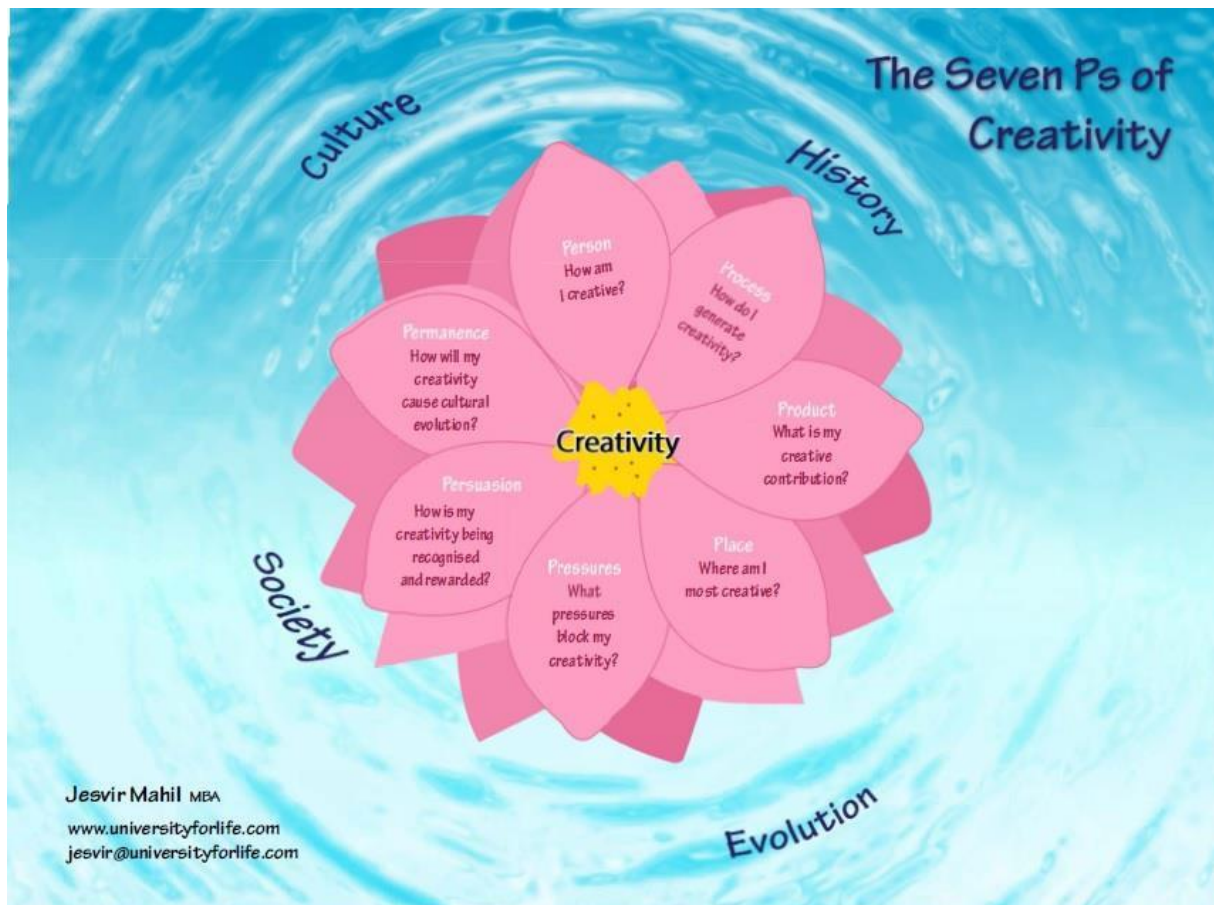 The Seven Ps of
Creativity
Culture
History
Person
How am
I creative?
Process
How do I
generate
creativity?
Product
What is my
creative
contribution?
Place
Where am I
most creative?
Pressures
What
pressures
block my
creativity?
Persuasion
How is my
creativity being
recognised
and rewarded?
Permanence
How will my
creativity
cause cultural
evolution?
Creativity
Society
Evolution
Jesvir Mahil MBA
www.universityforlife.com
jesvir@universityforlife.com